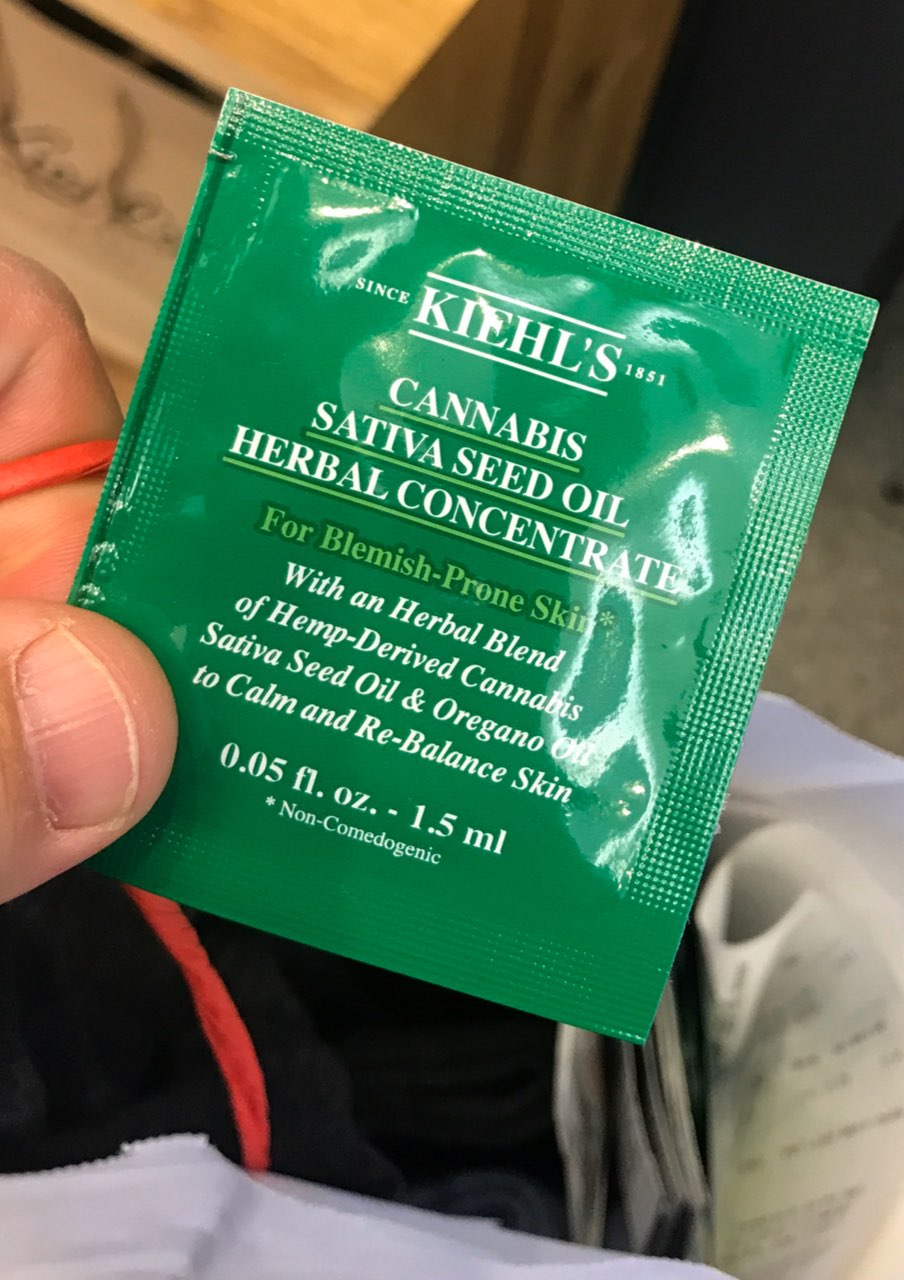 SINCE KIEHL'S 1851
CANNABIS
SATIVA SEED OIL
HERBAL CONCENTRATE
For Blemish-Prone Skin*
With an Herbal Blend
of Hemp-Derived Cannabis
Sativa Seed Oil & Oregano Oil
to Calm and Re-Balance Skin
0.05 fl. oz. - 1.5 ml
* Non-Comedogenic